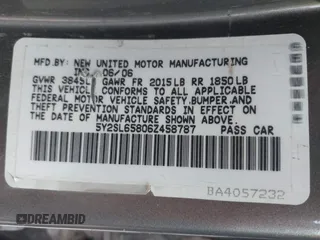 MFD.BY: NEW UNITED MOTOR MANUFACTURING
INC. 06/06
GVWR 3845LB GAWR FR 2015LB RR 1850LB
THIS VEHICLE CONFORMS TO ALL APPLICABLE
FEDERAL MOTOR VEHICLE SAFETY,BUMPER,AND
THEFT PREVENTION STANDARDS IN EFFECT ON
THE DATE OF MANUFACTURE SHOWN ABOVE.
5Y2SL65806Z458787 PASS CAR
BA4057232
DREAMBID